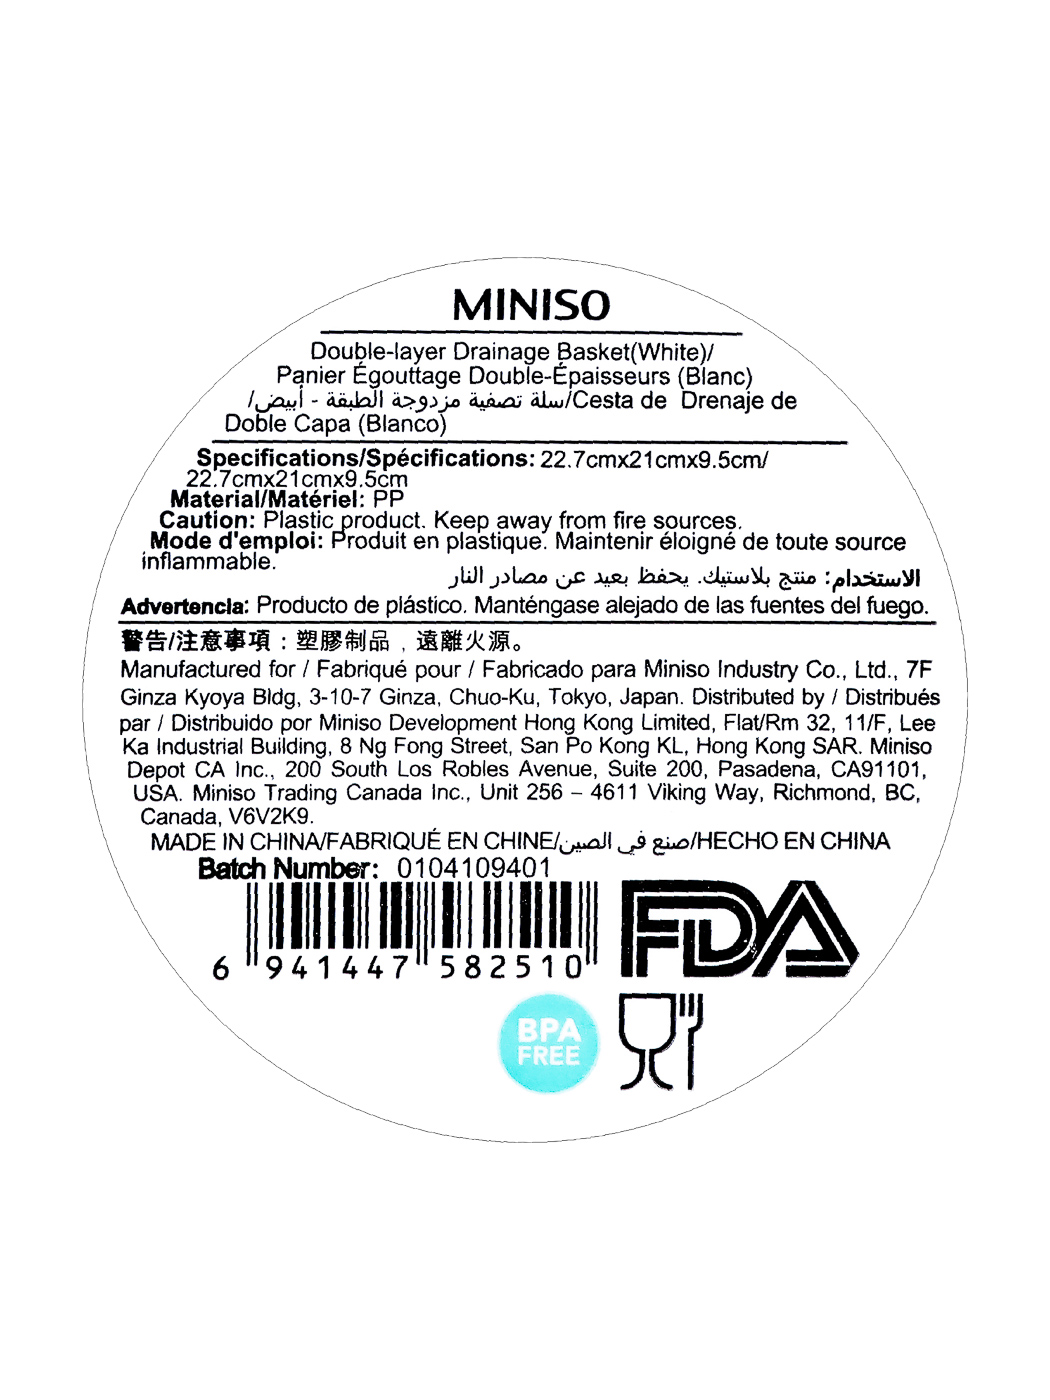 MINISO
Double-layer Drainage Basket(White)/
Panier Égouttage Double-Épaisseurs (Blanc)
/سلة تصفية مزدوجة الطبقة - أبيض/Cesta de Drenaje de
Doble Capa (Blanco)
Specifications/Spécifications: 22.7cmx21cmx9.5cm/
22.7cmx21cmx9.5cm
Material/Matériel: PP
Caution: Plastic product. Keep away from fire sources.
Mode d'emploi: Produit en plastique. Maintenir éloigné de toute source
inflammable.
الاستخدام: منتج بلاستيك. يحفظ بعيد عن مصادر النار
Advertencla: Producto de plástico. Manténgase alejado de las fuentes del fuego.
警告/注意事項：塑膠制品，遠離火源。
Manufactured for / Fabriqué pour / Fabricado para Miniso Industry Co., Ltd., 7F
Ginza Kyoya Bldg, 3-10-7 Ginza, Chuo-Ku, Tokyo, Japan. Distributed by / Distribués
par / Distribuido por Miniso Development Hong Kong Limited, Flat/Rm 32, 11/F, Lee
Ka Industrial Building, 8 Ng Fong Street, San Po Kong KL, Hong Kong SAR. Miniso
Depot CA Inc., 200 South Los Robles Avenue, Suite 200, Pasadena, CA91101,
USA. Miniso Trading Canada Inc., Unit 256 – 4611 Viking Way, Richmond, BC,
Canada, V6V2K9.
MADE IN CHINA/FABRIQUÉ EN CHINE/صنع في الصين/HECHO EN CHINA
Batch Number: 0104109401
6 941447 582510
FDA
BPA
FREE